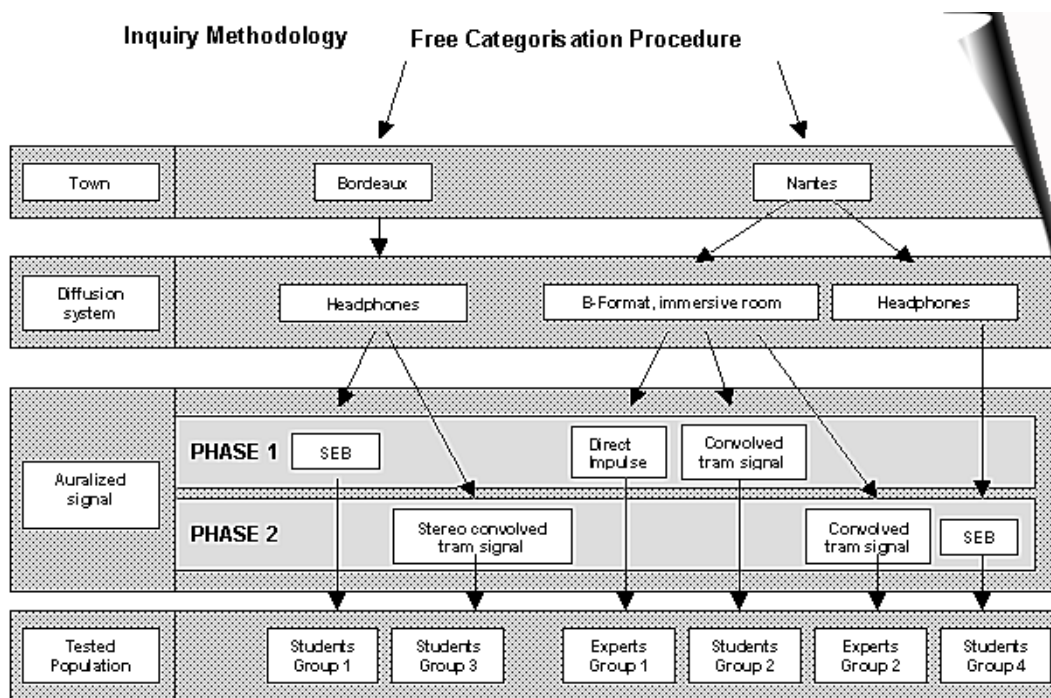 Inquiry Methodology
Free Categorisation Procedure
Town
Bordeaux
Nantes
Diffusion
system
Headphones
B-Format, immersive room
Headphones
Auralized
signal
PHASE 1
SEB
Direct
Impulse
Convolved
tram signal
PHASE 2
Stereo convolved
tram signal
Convolved
tram signal
SEB
Tested
Population
Students
Group 1
Students
Group 3
Experts
Group 1
Students
Group 2
Experts
Group 2
Students
Group 4